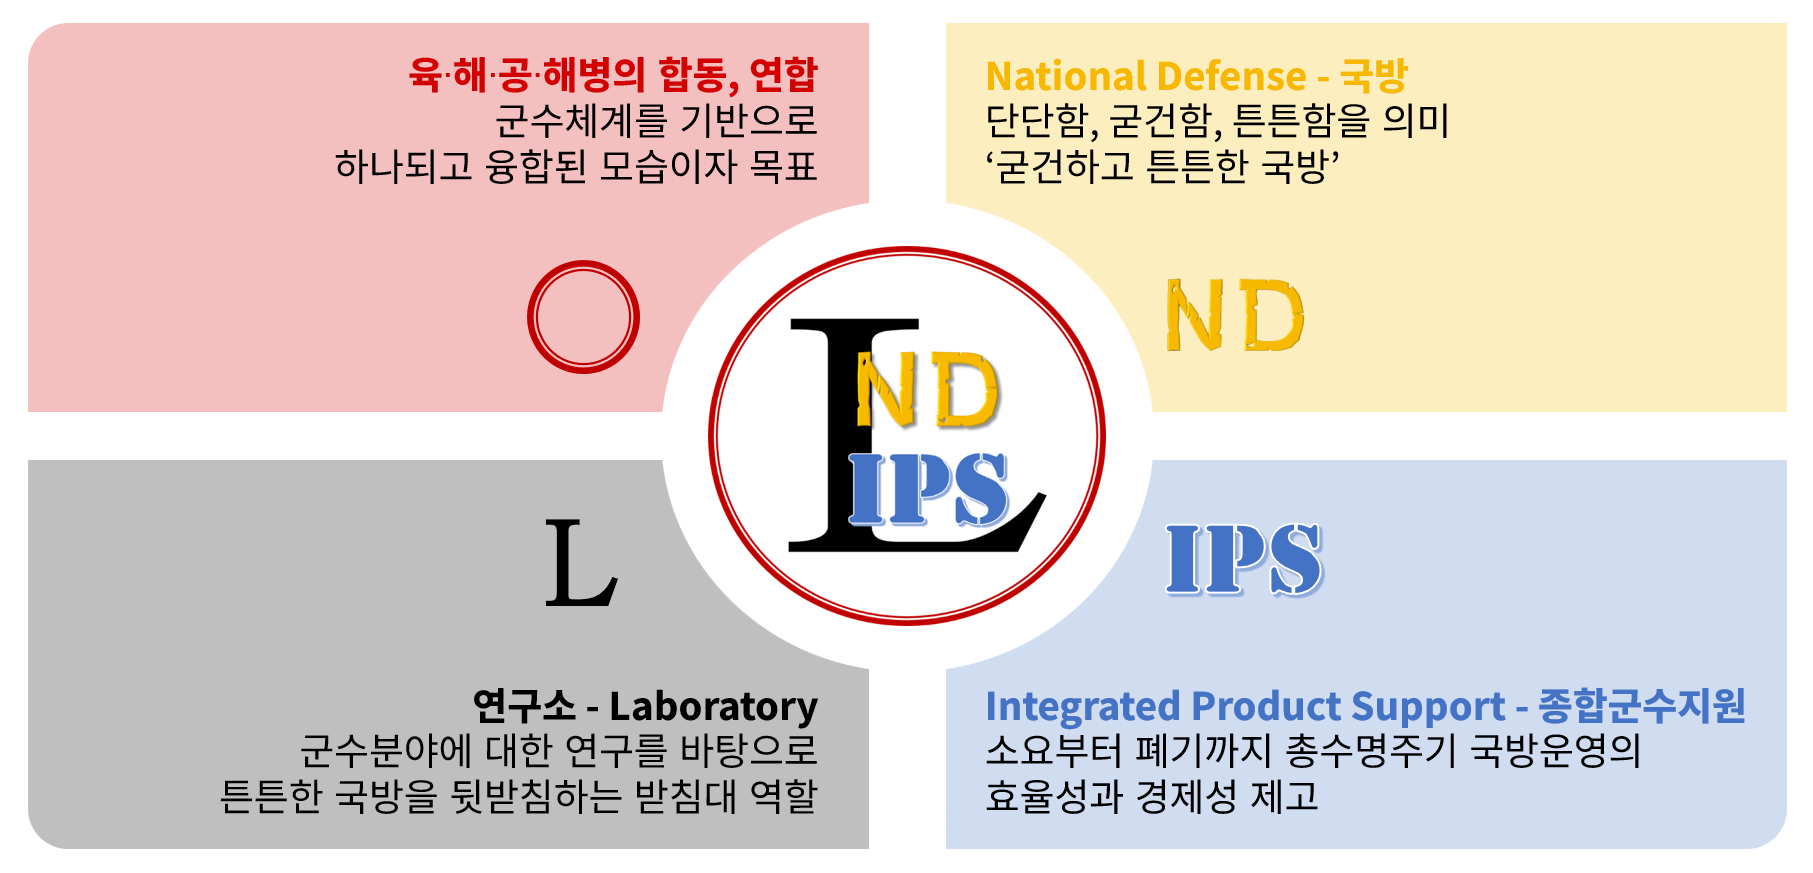 육·해·공·해병의 합동, 연합
군수체계를 기반으로
하나되고 융합된 모습이자 목표
National Defense - 국방
단단함, 굳건함, 튼튼함을 의미
‘굳건하고 튼튼한 국방’
ND
L
ND
IPS
L
IPS
연구소 - Laboratory
군수분야에 대한 연구를 바탕으로
튼튼한 국방을 뒷받침하는 받침대 역할
Integrated Product Support - 종합군수지원
소요부터 폐기까지 총수명주기 국방운영의
효율성과 경제성 제고